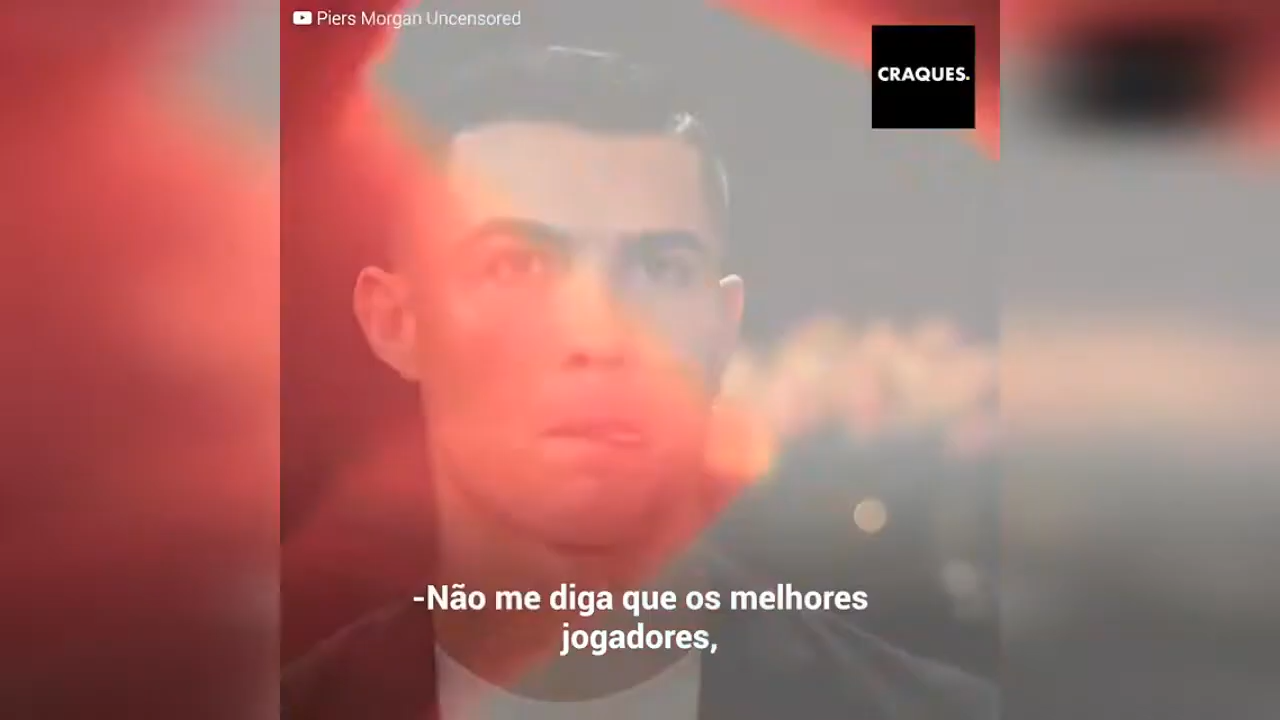 Piers Morgan Uncensored
CRAQUES.
-Não me diga que os melhores
jogadores,